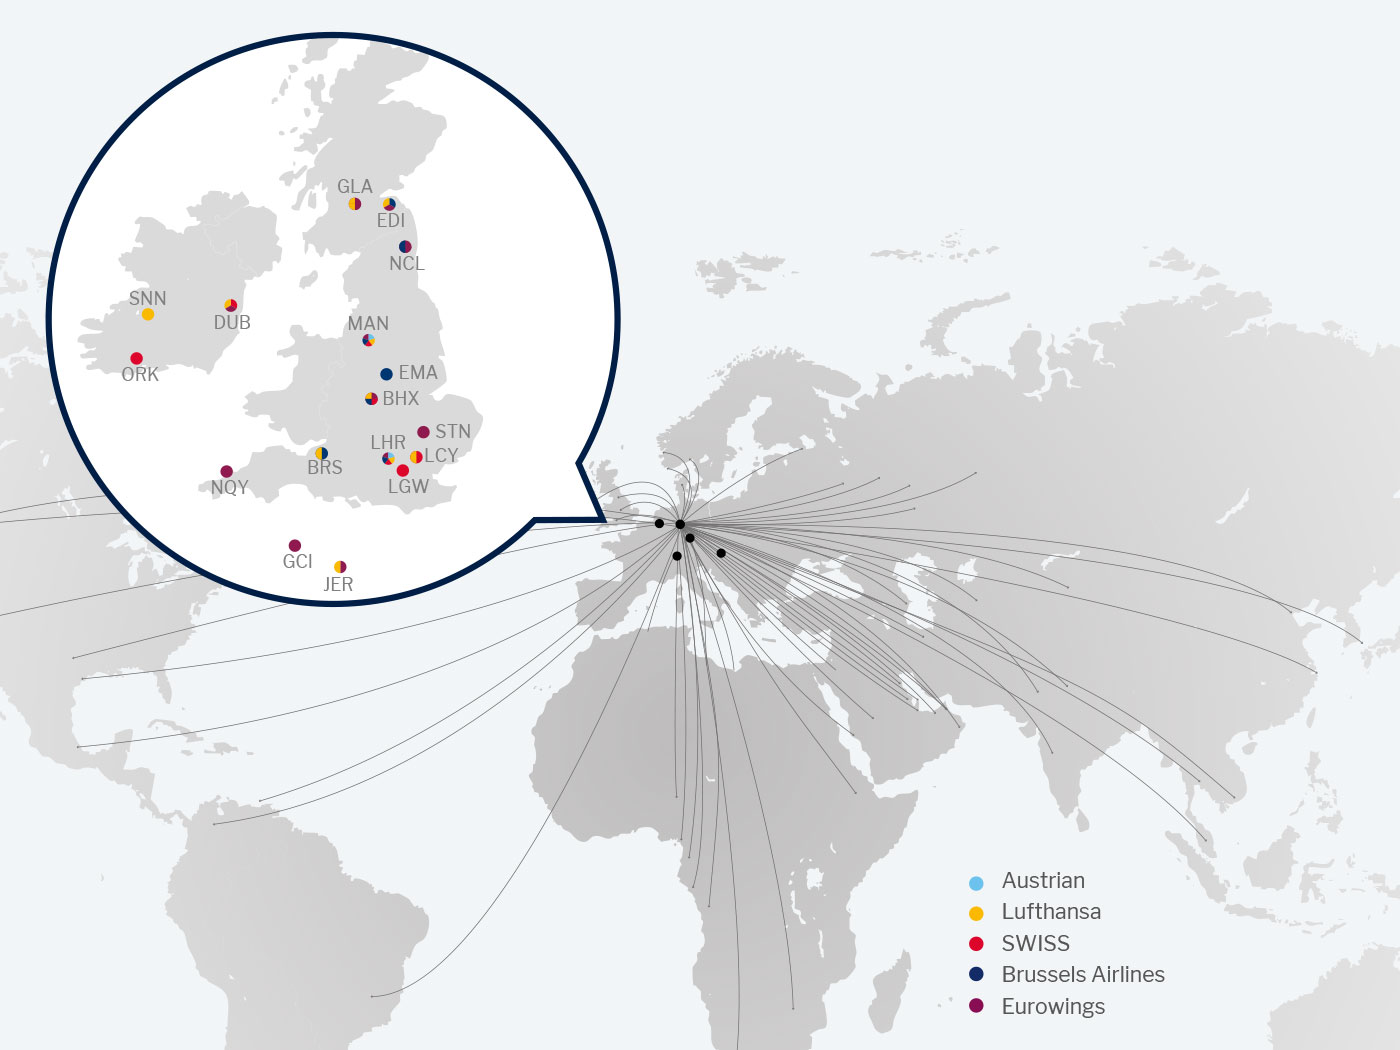 GLA
EDI
NCL
SNN
DUB
MAN
ORK
EMA
BHX
STN
LHR
LCY
BRS
LGW
NQY
GCI
JER
Austrian
Lufthansa
SWISS
Brussels Airlines
Eurowings